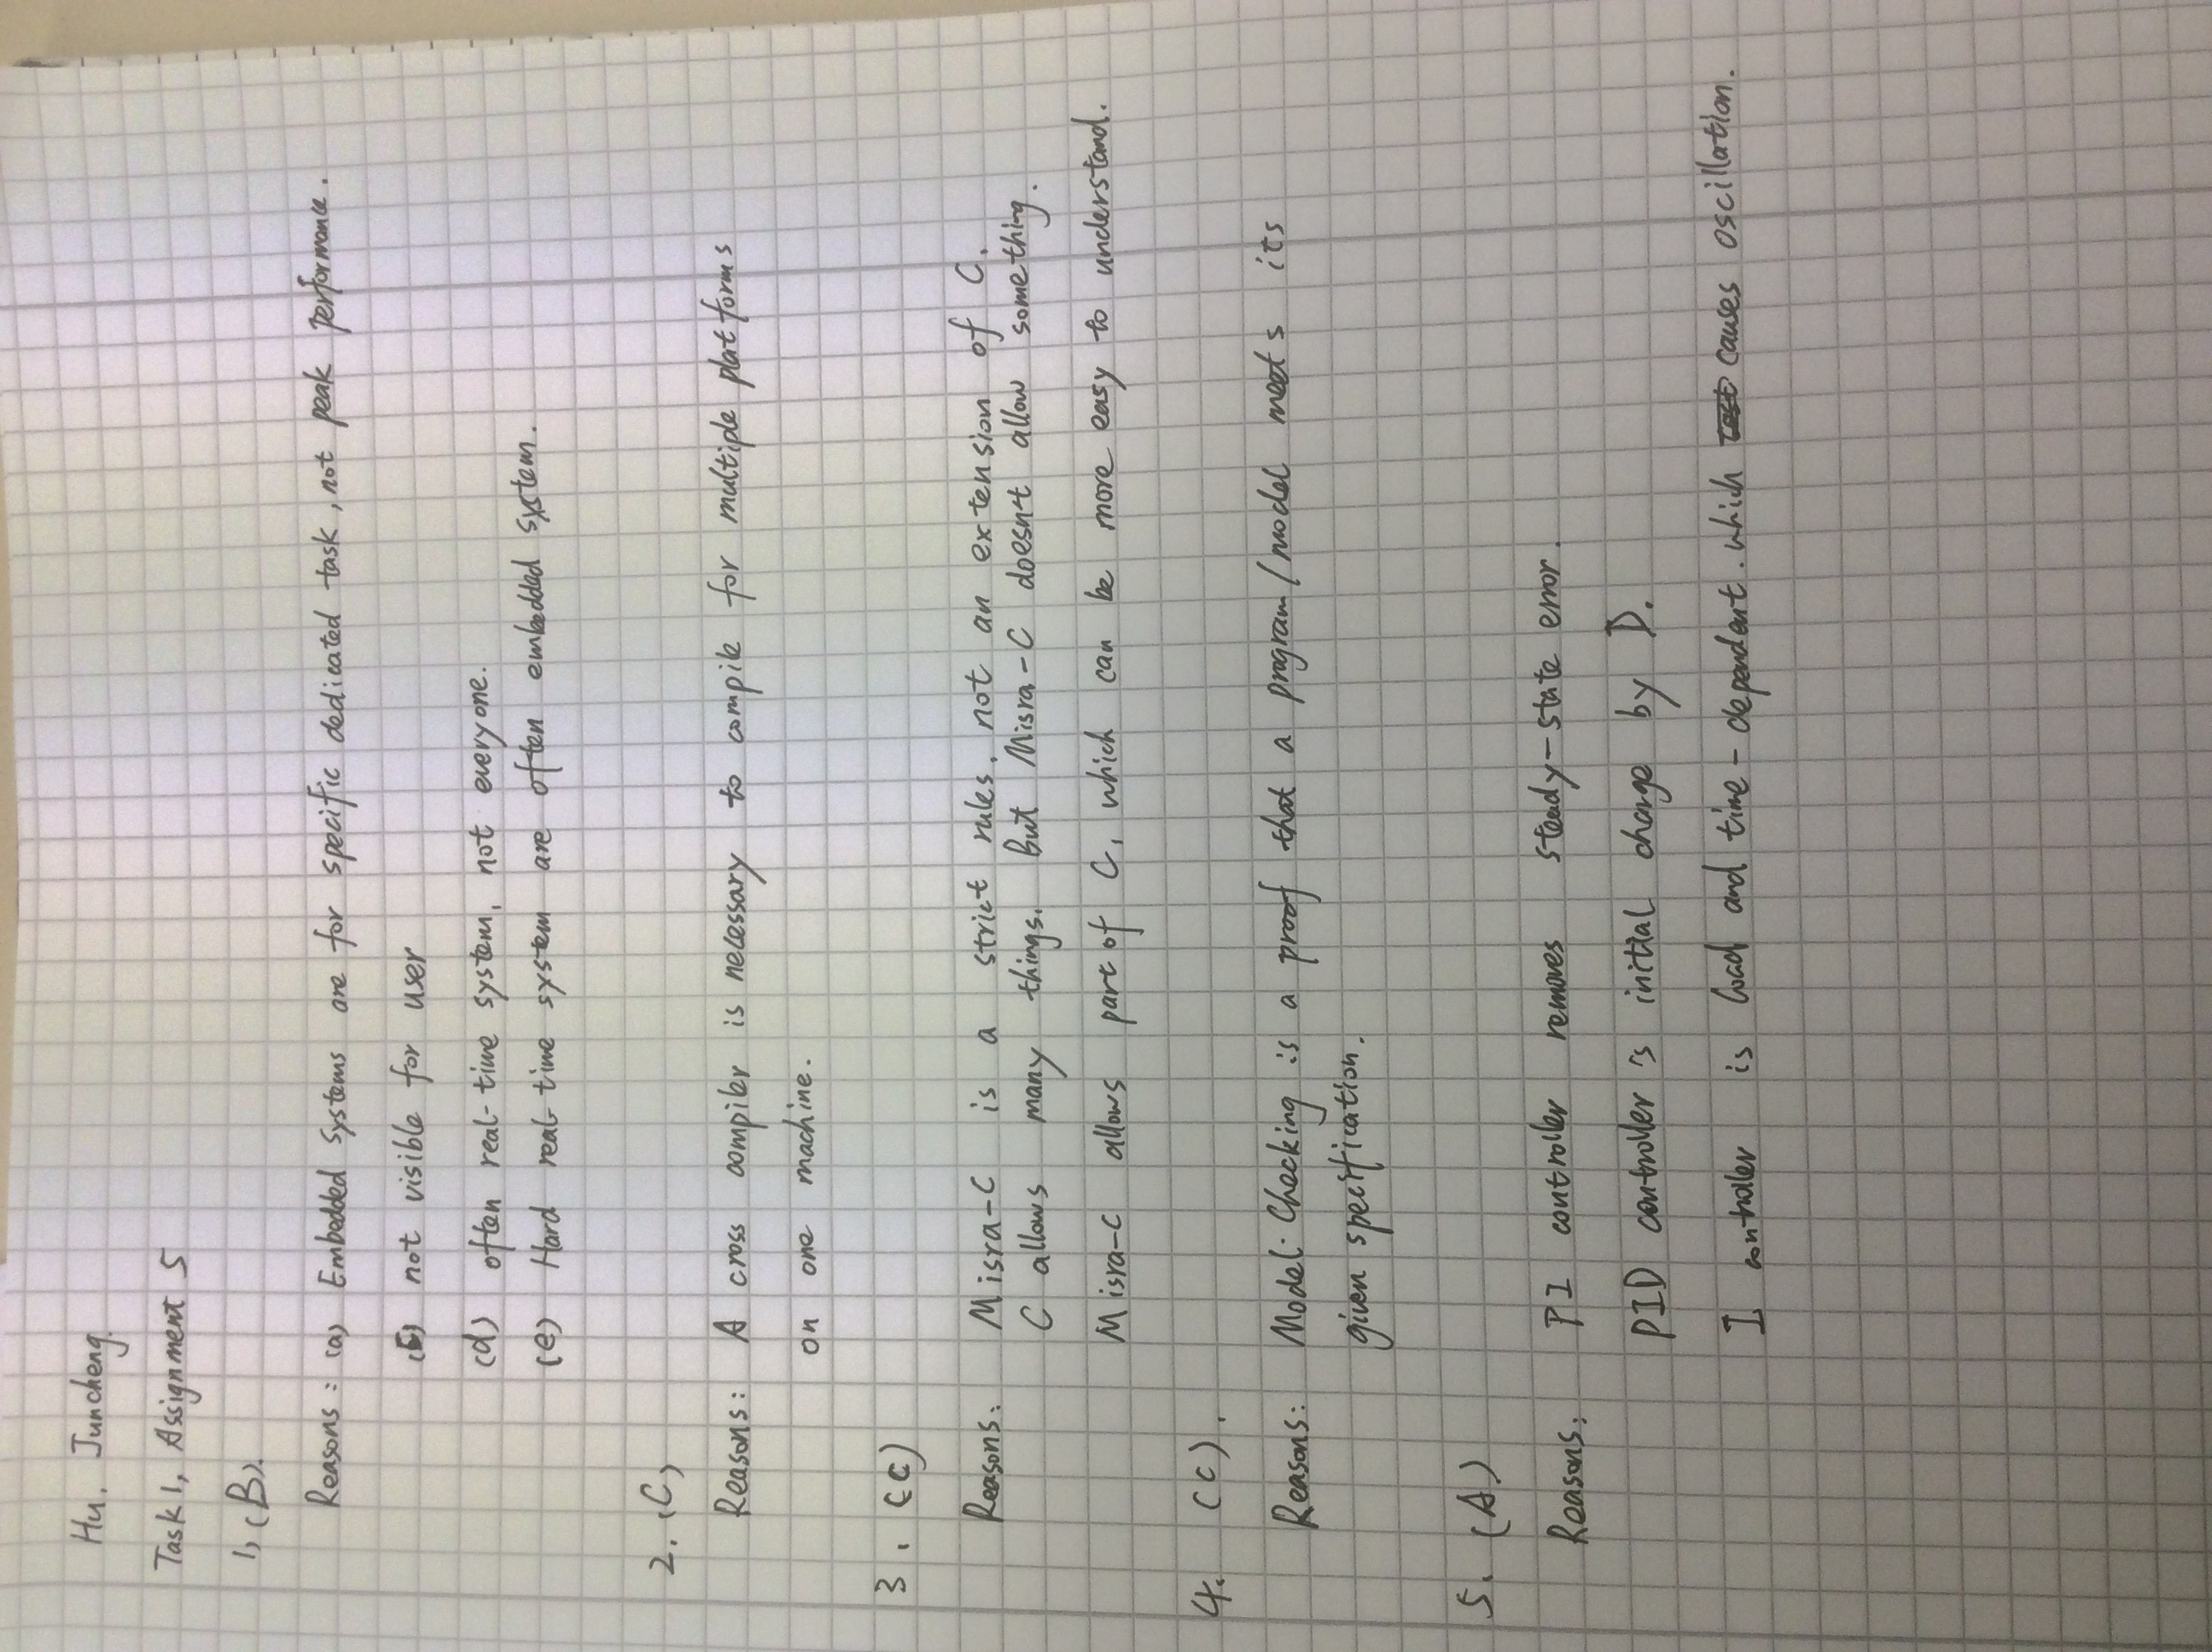 Hu, Juncheng.
Task 1, Assignment 5
1, (B).
Reasons: (a) Embedded systems are for specific dedicated task, not peak performance.
(c) not visible for user
(d) often real-time system, not everyone.
(e) Hard real-time system are often embedded system.
2. (C)
Reasons: A cross compiler is necessary to compile for multiple platforms
on one machine.
3. (C)
Reasons: Misra-C is a strict rules, not an extension of C.
C allows many things. But Misra-C doesnt allow something.
Misra-C allows part of C, which can be more easy to understand.
4. (C).
Reasons: Model-Checking is a proof that a program/model meets its
given specification.
5. (A)
Reasons: PI controller removes steady-state error.
PID controller is initial change by D.
I controller is load and time-dependent. which causes oscillation.